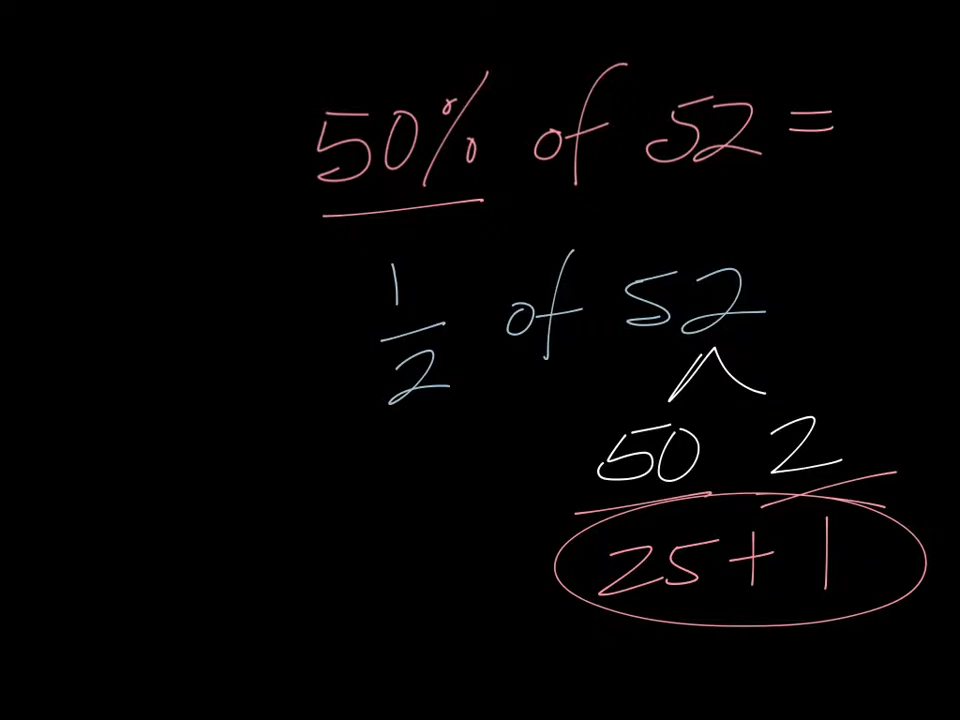 50% of 52 =
1/2 of 52
50 2
25 + 1